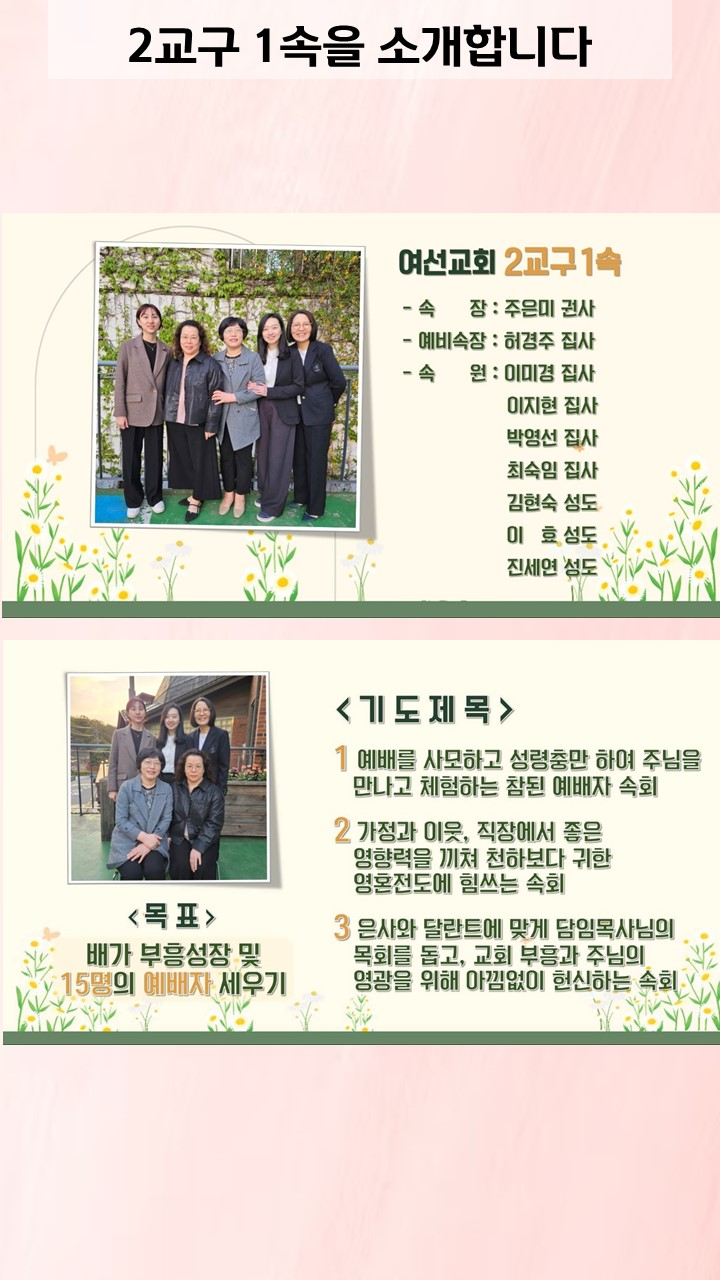 2교구 1속을 소개합니다
여선교회 2교구 1속
- 속 장 : 주은미 권사
- 예비속장 : 허경주 집사
- 속 원 : 이미경 집사
이지현 집사
박영선 집사
최숙임 집사
김현숙 성도
이 효 성도
진세연 성도
<기도제목>
1 예배를 사모하고 성령충만 하여 주님을
만나고 체험하는 참된 예배자 속회
2 가정과 이웃, 직장에서 좋은
영향력을 끼쳐 천하보다 귀한
영혼전도에 힘쓰는 속회
3 은사와 달란트에 맞게 담임목사님의
목회를 돕고, 교회 부흥과 주님의
영광을 위해 아낌없이 헌신하는 속회
<목표>
배가 부흥성장 및
15명의 예배자 세우기